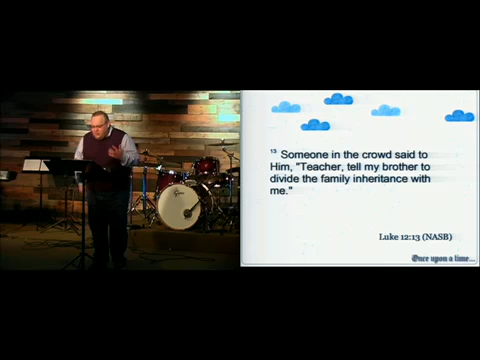 13 Someone in the crowd said to
Him, "Teacher, tell my brother to
divide the family inheritance with
me."
Luke 12:13 (NASB)
Once upon a time...